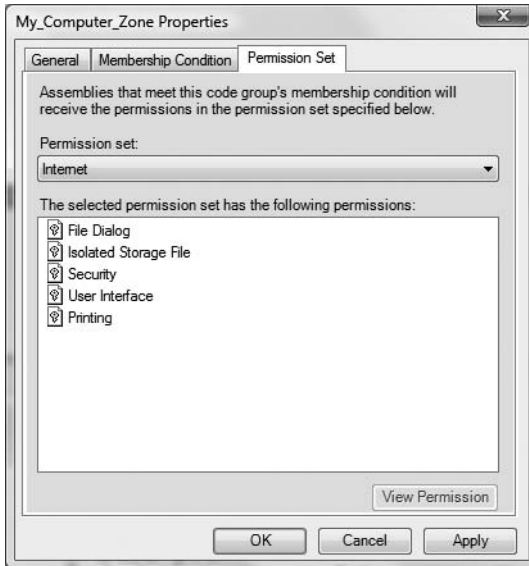 My_Computer_Zone Properties
General
Membership Condition
Permission Set
Assemblies that meet this code group's membership condition will
receive the permissions in the permission set specified below.
Permission set:
Internet
The selected permission set has the following permissions:
File Dialog
Isolated Storage File
Security
User Interface
Printing
View Permission
OK
Cancel
Apply